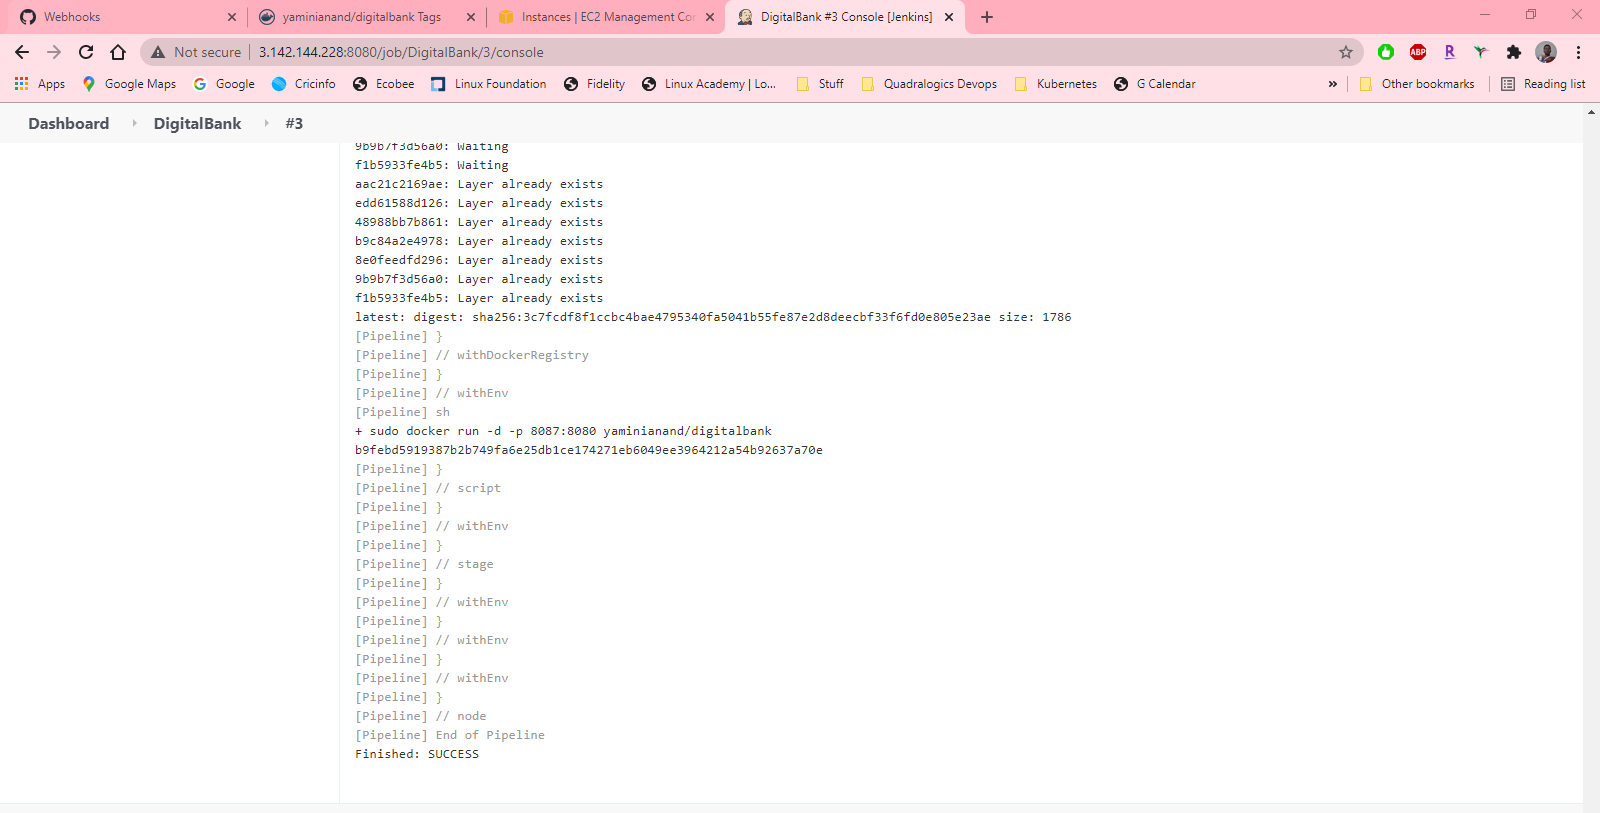 Webhooks
yaminianand/digitalbank Tags
Instances | EC2 Management Con
DigitalBank #3 Console [Jenkins]
Not secure
3.142.144.228:8080/job/DigitalBank/3/console
ABP
R
Apps
Google Maps
Google
Cricinfo
Ecobee
Linux Foundation
Fidelity
Linux Academy | Lo...
Stuff
Quadralogics Devops
Kubernetes
G Calendar
»
Other bookmarks
Reading list
Dashboard
DigitalBank
#3
9b9b7f3d56a0: Waiting
f1b5933fe4b5: Waiting
aac21c2169ae: Layer already exists
edd61588d126: Layer already exists
48988bb7b861: Layer already exists
b9c84a2e4978: Layer already exists
8e0feedfd296: Layer already exists
9b9b7f3d56a0: Layer already exists
f1b5933fe4b5: Layer already exists
latest: digest: sha256:3c7fcdf8f1ccbc4bae4795340fa5041b55fe87e2d8deecbf33f6fd0e805e23ae size: 1786
[Pipeline] }
[Pipeline] // withDockerRegistry
[Pipeline] }
[Pipeline] // withEnv
[Pipeline] sh
+ sudo docker run -d -p 8087:8080 yaminianand/digitalbank
b9febd5919387b2b749fa6e25db1ce174271eb6049ee3964212a54b92637a70e
[Pipeline] }
[Pipeline] // script
[Pipeline] }
[Pipeline] // withEnv
[Pipeline] }
[Pipeline] // stage
[Pipeline] }
[Pipeline] // withEnv
[Pipeline] }
[Pipeline] // withEnv
[Pipeline] }
[Pipeline] // withEnv
[Pipeline] }
[Pipeline] // node
[Pipeline] End of Pipeline
Finished: SUCCESS